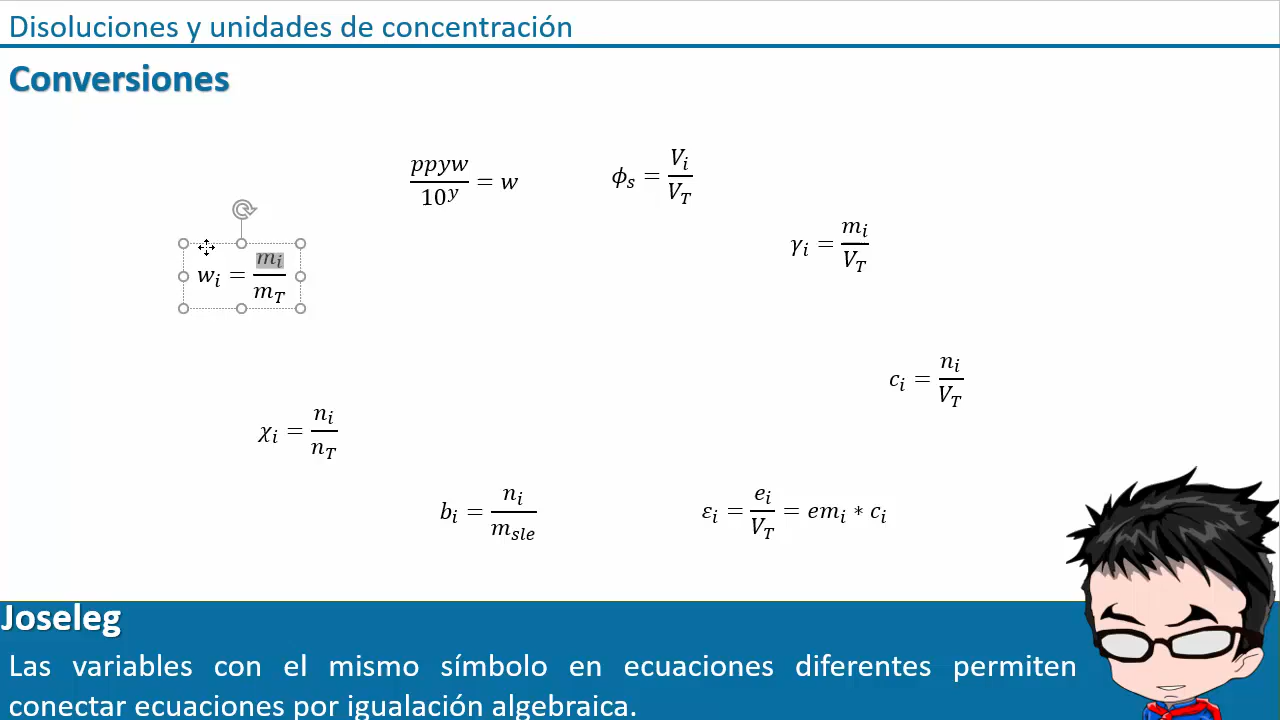 Disoluciones y unidades de concentración
Conversiones
ppyw/10^y = w
ϕ_s = V_i/V_T
γ_i = m_i/V_T
w_i = m_i/m_T
c_i = n_i/V_T
χ_i = n_i/n_T
b_i = n_i/m_sle
ε_i = e_i/V_T = em_i * c_i
Joseleg
Las variables con el mismo símbolo en ecuaciones diferentes permiten
conectar ecuaciones por igualación algebraica.